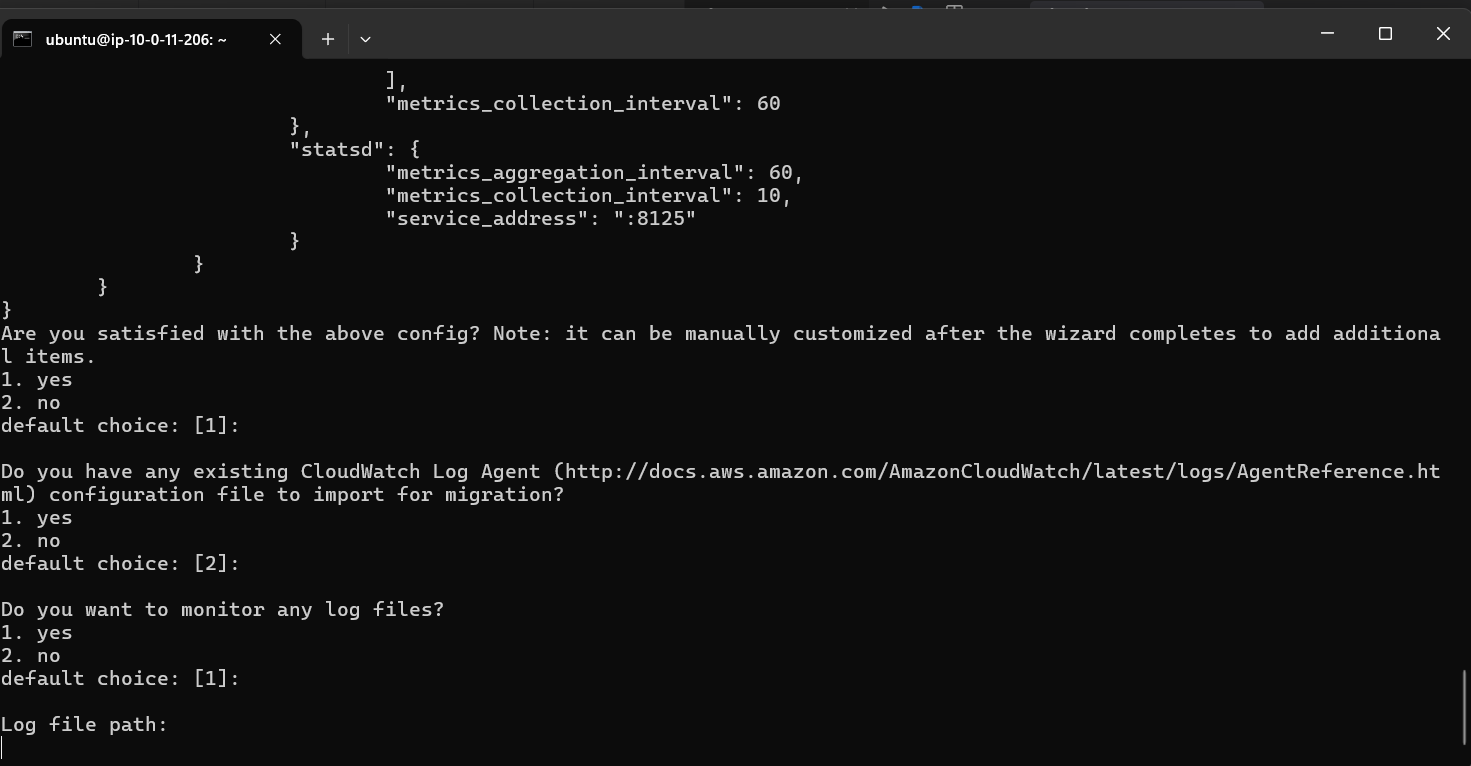 ubuntu@ip-10-0-11-206: ~
],
"metrics_collection_interval": 60
},
"statsd": {
"metrics_aggregation_interval": 60,
"metrics_collection_interval": 10,
"service_address": ":8125"
}
}
}
}
Are you satisfied with the above config? Note: it can be manually customized after the wizard completes to add additiona
l items.
1. yes
2. no
default choice: [1]:
Do you have any existing CloudWatch Log Agent (http://docs.aws.amazon.com/AmazonCloudWatch/latest/logs/AgentReference.ht
ml) configuration file to import for migration?
1. yes
2. no
default choice: [2]:
Do you want to monitor any log files?
1. yes
2. no
default choice: [1]:
Log file path: